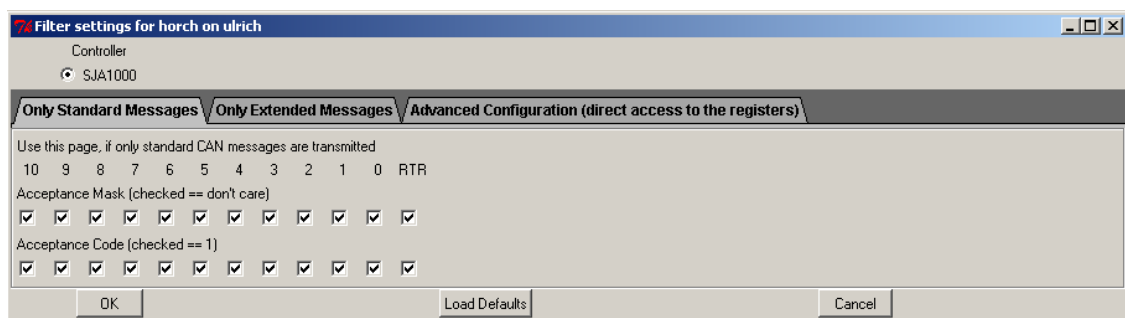 Filter settings for horch on ulrich
Controller
SJA1000
Only Standard Messages Only Extended Messages Advanced Configuration (direct access to the registers)
Use this page, if only standard CAN messages are transmitted
10 9 8 7 6 5 4 3 2 1 0 RTR
Acceptance Mask (checked == don't care)
Acceptance Code (checked == 1)
OK Load Defaults Cancel